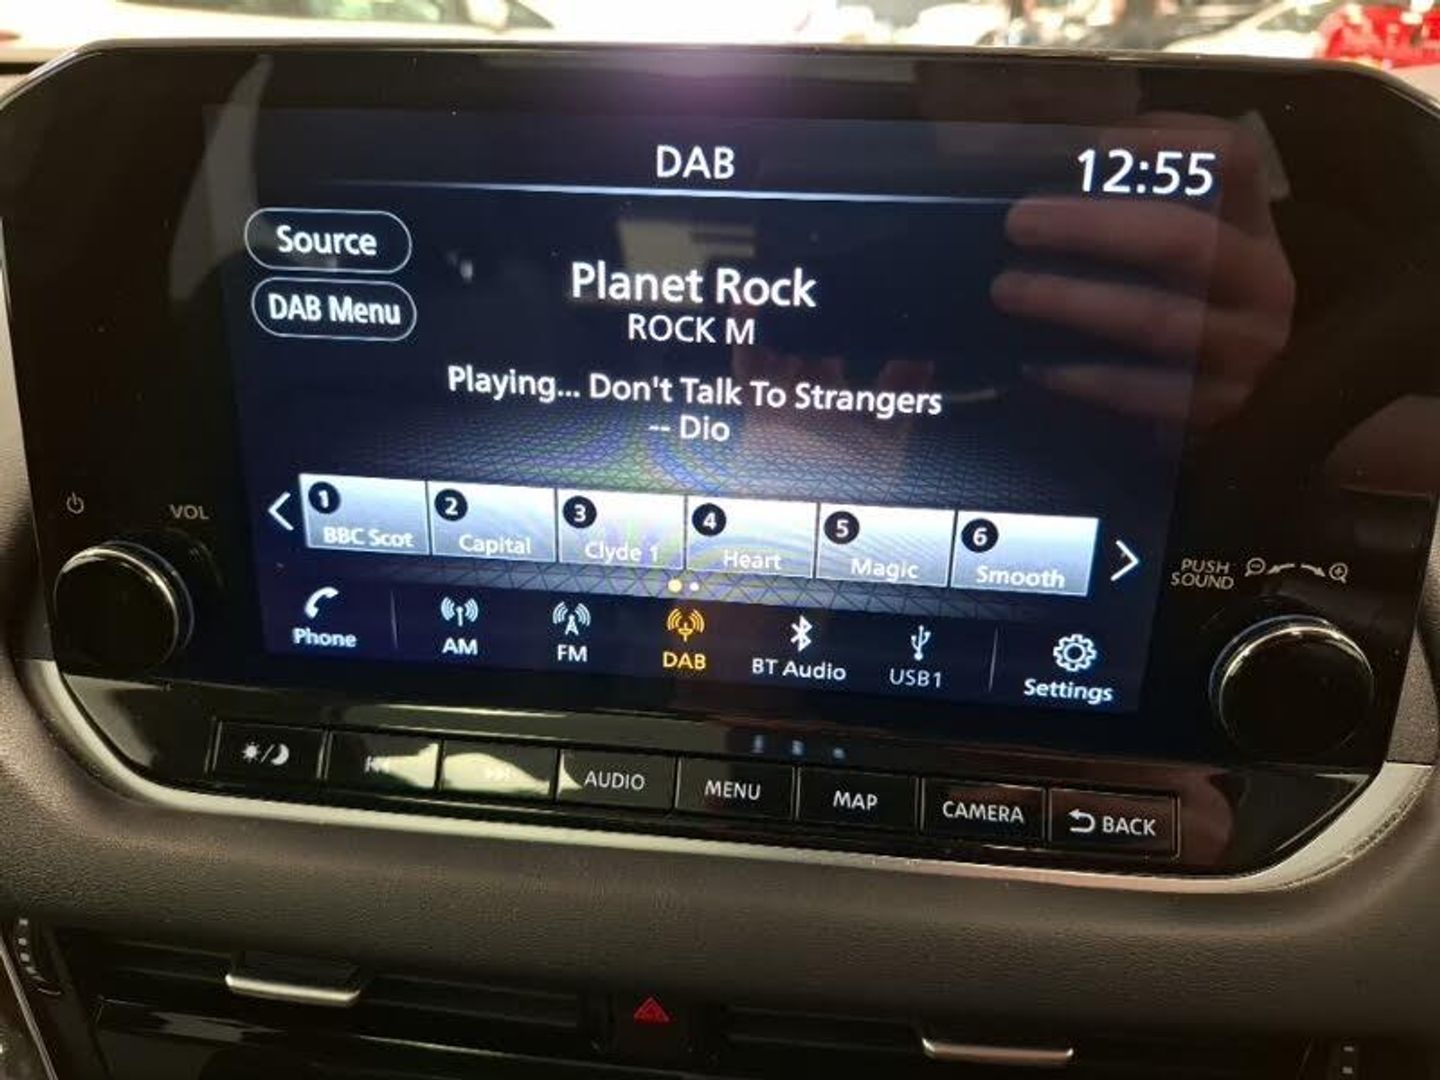 DAB
12:55
Source
DAB Menu
Planet Rock
ROCK M
Playing... Don't Talk To Strangers
-- Dio
1 BBC Scot
2 Capital
3 Clyde 1
4 Heart
5 Magic
6 Smooth
VOL
PUSH
SOUND
Phone
AM
FM
DAB
BT Audio
USB1
Settings
AUDIO
MENU
MAP
CAMERA
BACK